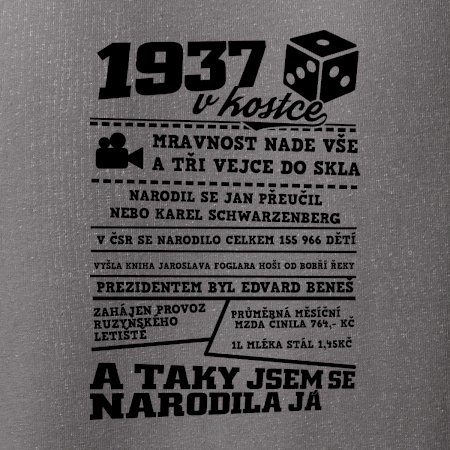 1937
v kostce
MRAVNOST NADE VŠE
A TŘI VEJCE DO SKLA
NARODIL SE JAN PŘEUČIL
NEBO KAREL SCHWARZENBERG
V ČSR SE NARODILO CELKEM 155 966 DĚTÍ
VYŠLA KNIHA JAROSLAVA FOGLARA HOŠI OD BOBŘÍ ŘEKY
PREZIDENTEM BYL EDVARD BENEŠ
ZAHÁJEN PROVOZ
RUZYNSKÉHO
LETIŠTĚ
PRŮMĚRNÁ MĚSÍČNÍ
MZDA ČINILA 764,- KČ
1L MLÉKA STÁL 1,45KČ
A TAKY JSEM SE
NARODILA JÁ